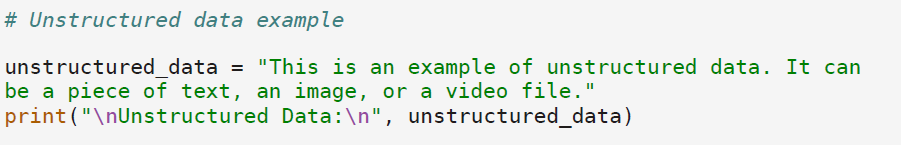 # Unstructured data example
unstructured_data = "This is an example of unstructured data. It can
be a piece of text, an image, or a video file."
print("\nUnstructured Data:\n", unstructured_data)